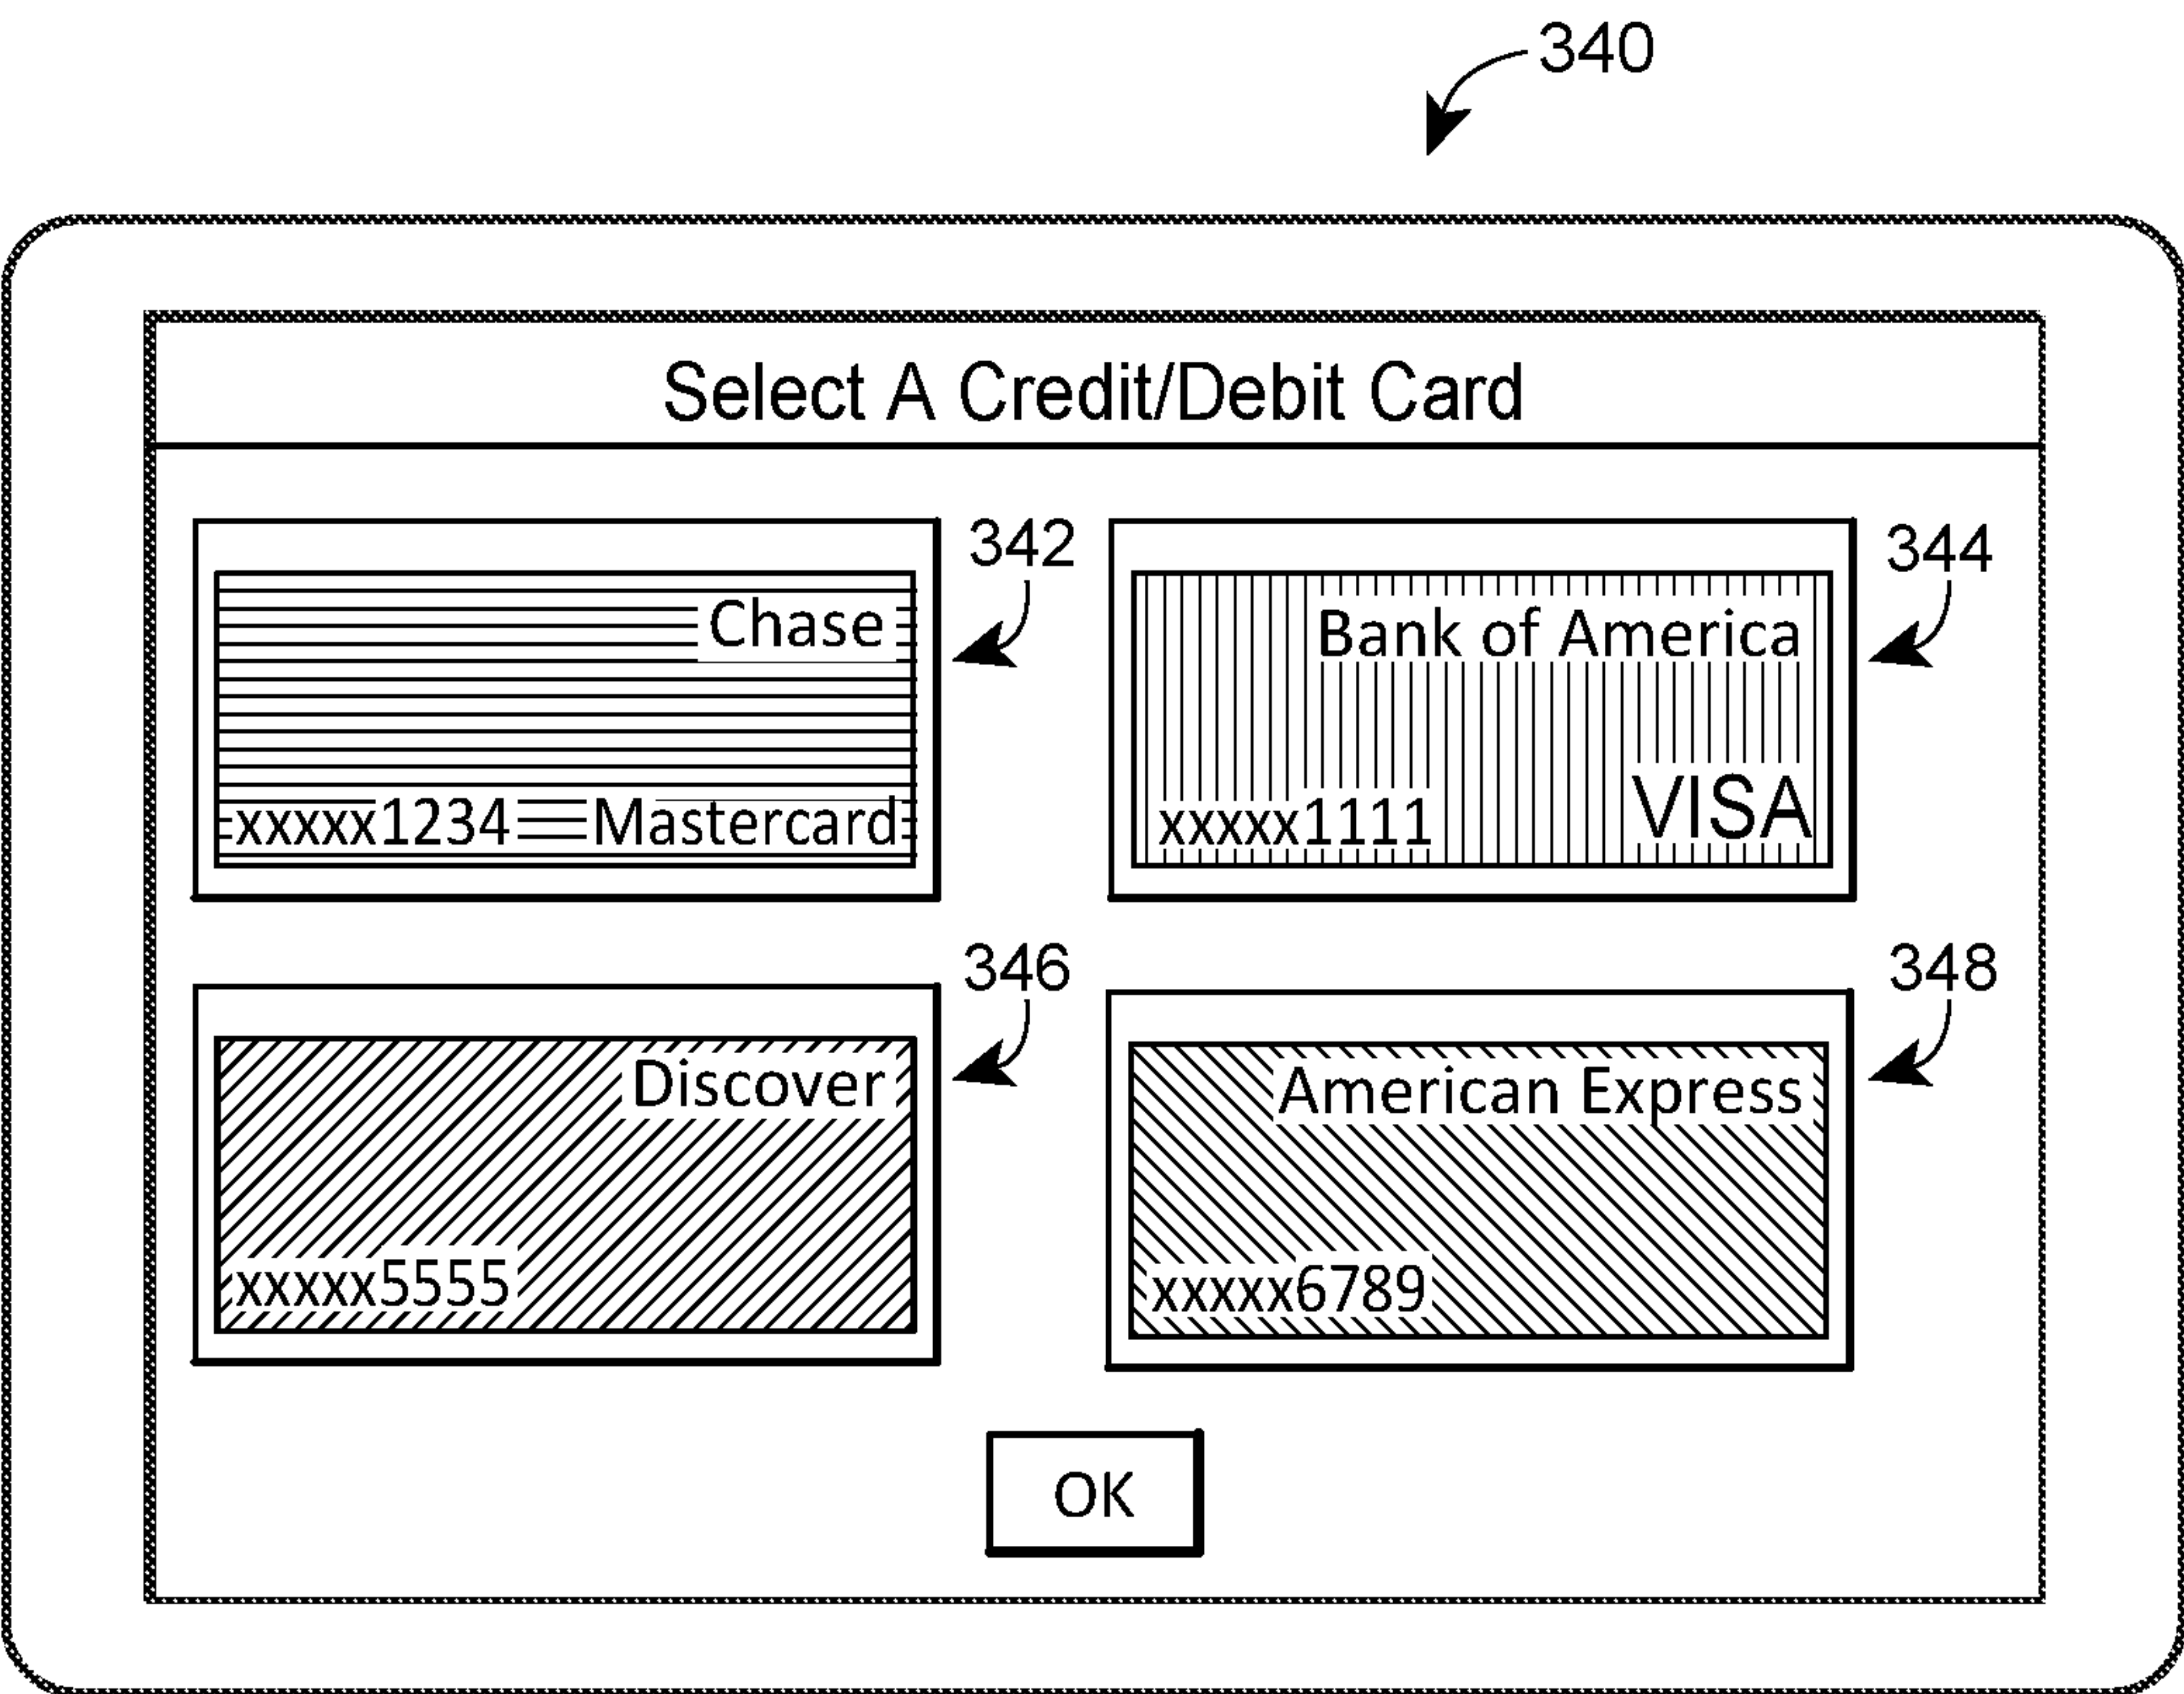 340
Select A Credit/Debit Card
342
344
Chase
Bank of America
xxxxx1234 Mastercard
xxxxx1111 VISA
346
348
Discover
American Express
xxxxx5555
xxxxx6789
OK